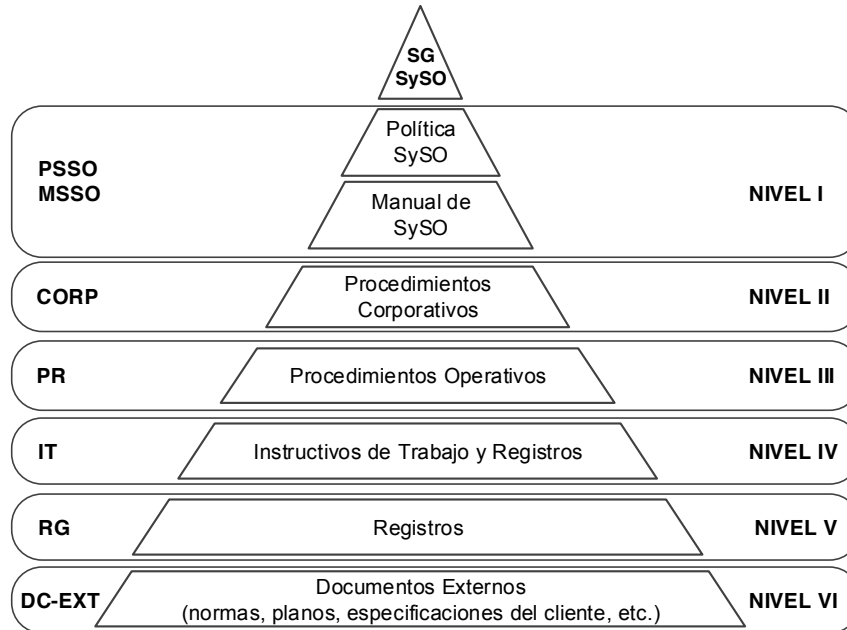 SG
SySO
Política
SySO
PSSO
MSSO
NIVEL I
Manual de
SySO
CORP
Procedimientos
Corporativos
NIVEL II
PR
Procedimientos Operativos
NIVEL III
IT
Instructivos de Trabajo y Registros
NIVEL IV
RG
Registros
NIVEL V
DC-EXT
Documentos Externos
(normas, planos, especificaciones del cliente, etc.)
NIVEL VI